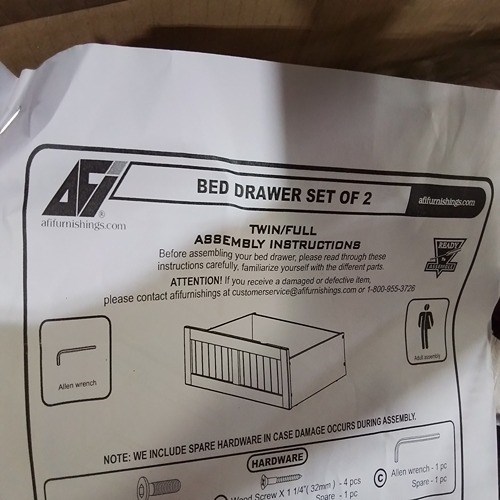 AFI
®
afifurnishings.com
BED DRAWER SET OF 2
afifurnishings.com
TWIN/FULL
ASSEMBLY INSTRUCTIONS
Before assembling your bed drawer, please read through these
instructions carefully, familiarize yourself with the different parts.
ATTENTION! If you receive a damaged or defective item,
please contact afifurnishings at customerservice@afifurnishings.com or 1-800-955-3726
READY
ASSEMBLE
Allen wrench
Adult assembly
NOTE: WE INCLUDE SPARE HARDWARE IN CASE DAMAGE OCCURS DURING ASSEMBLY.
HARDWARE
Wood Screw X 1 1/4"( 32mm ) - 4 pcs
Spare - 1 pc
C
Allen wrench - 1 pc
Spare - 1 pc